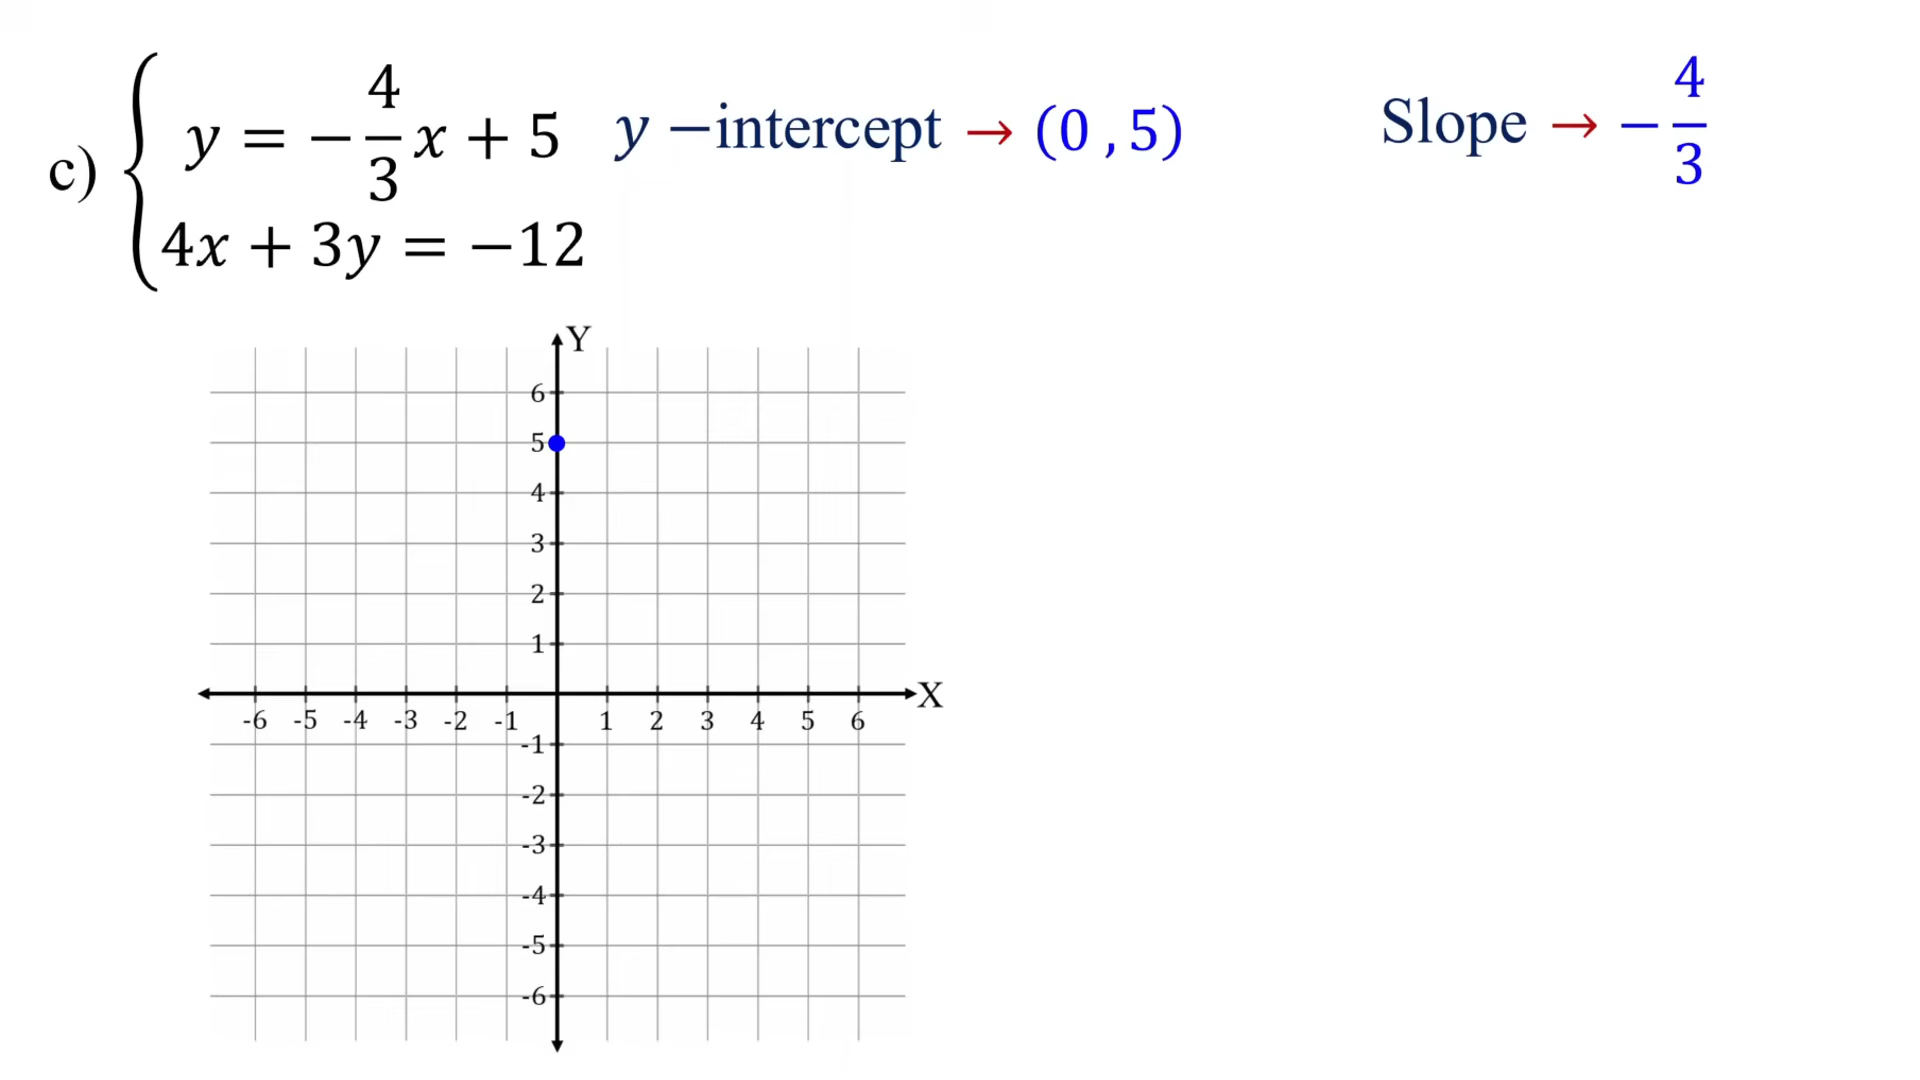 c) { y = −4/3 x + 5 y −intercept → (0 , 5) Slope → −4/3
4x + 3y = −12
Y
6
5
4
3
2
1
X
-6 -5 -4 -3 -2 -1 1 2 3 4 5 6
-1
-2
-3
-4
-5
-6